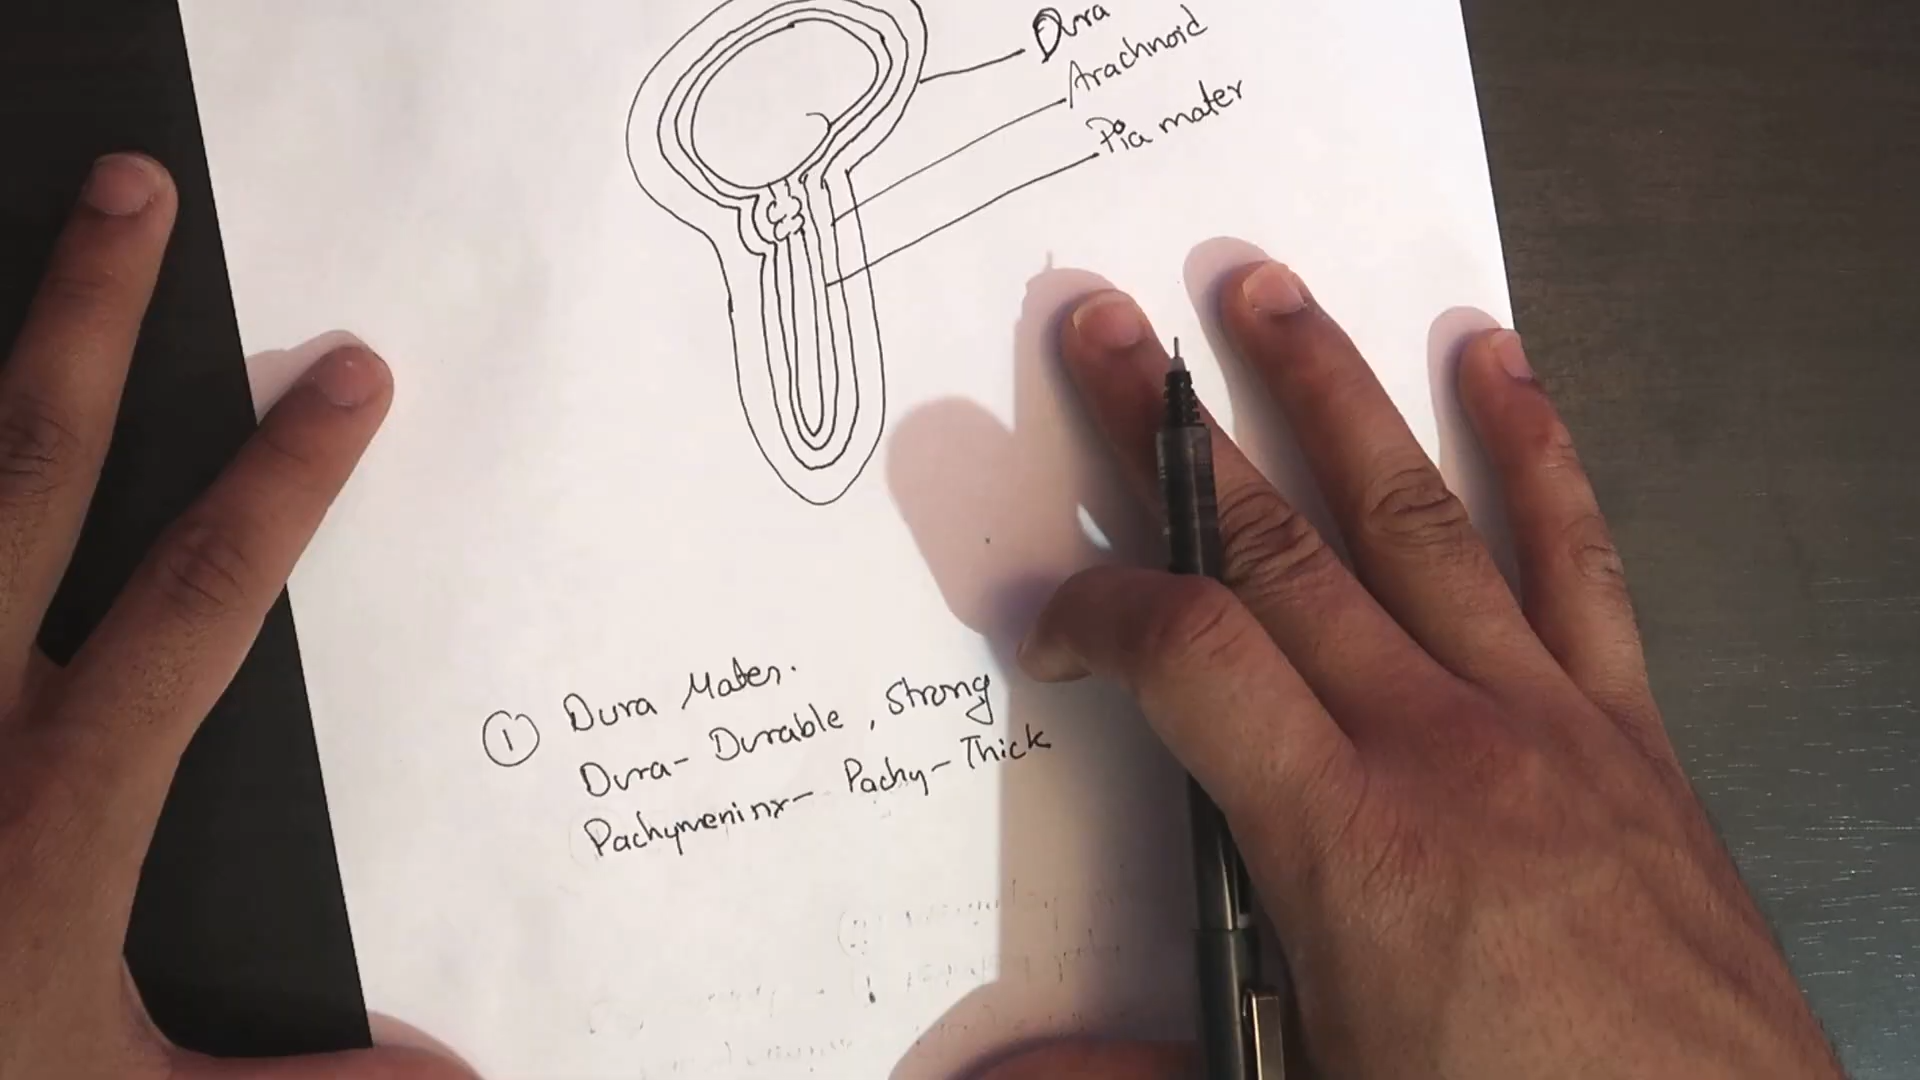 Dura
Arachnoid
Pia mater
1 Dura Mater.
Dura- Durable, Strong
Pachymeninx- Pachy- Thick